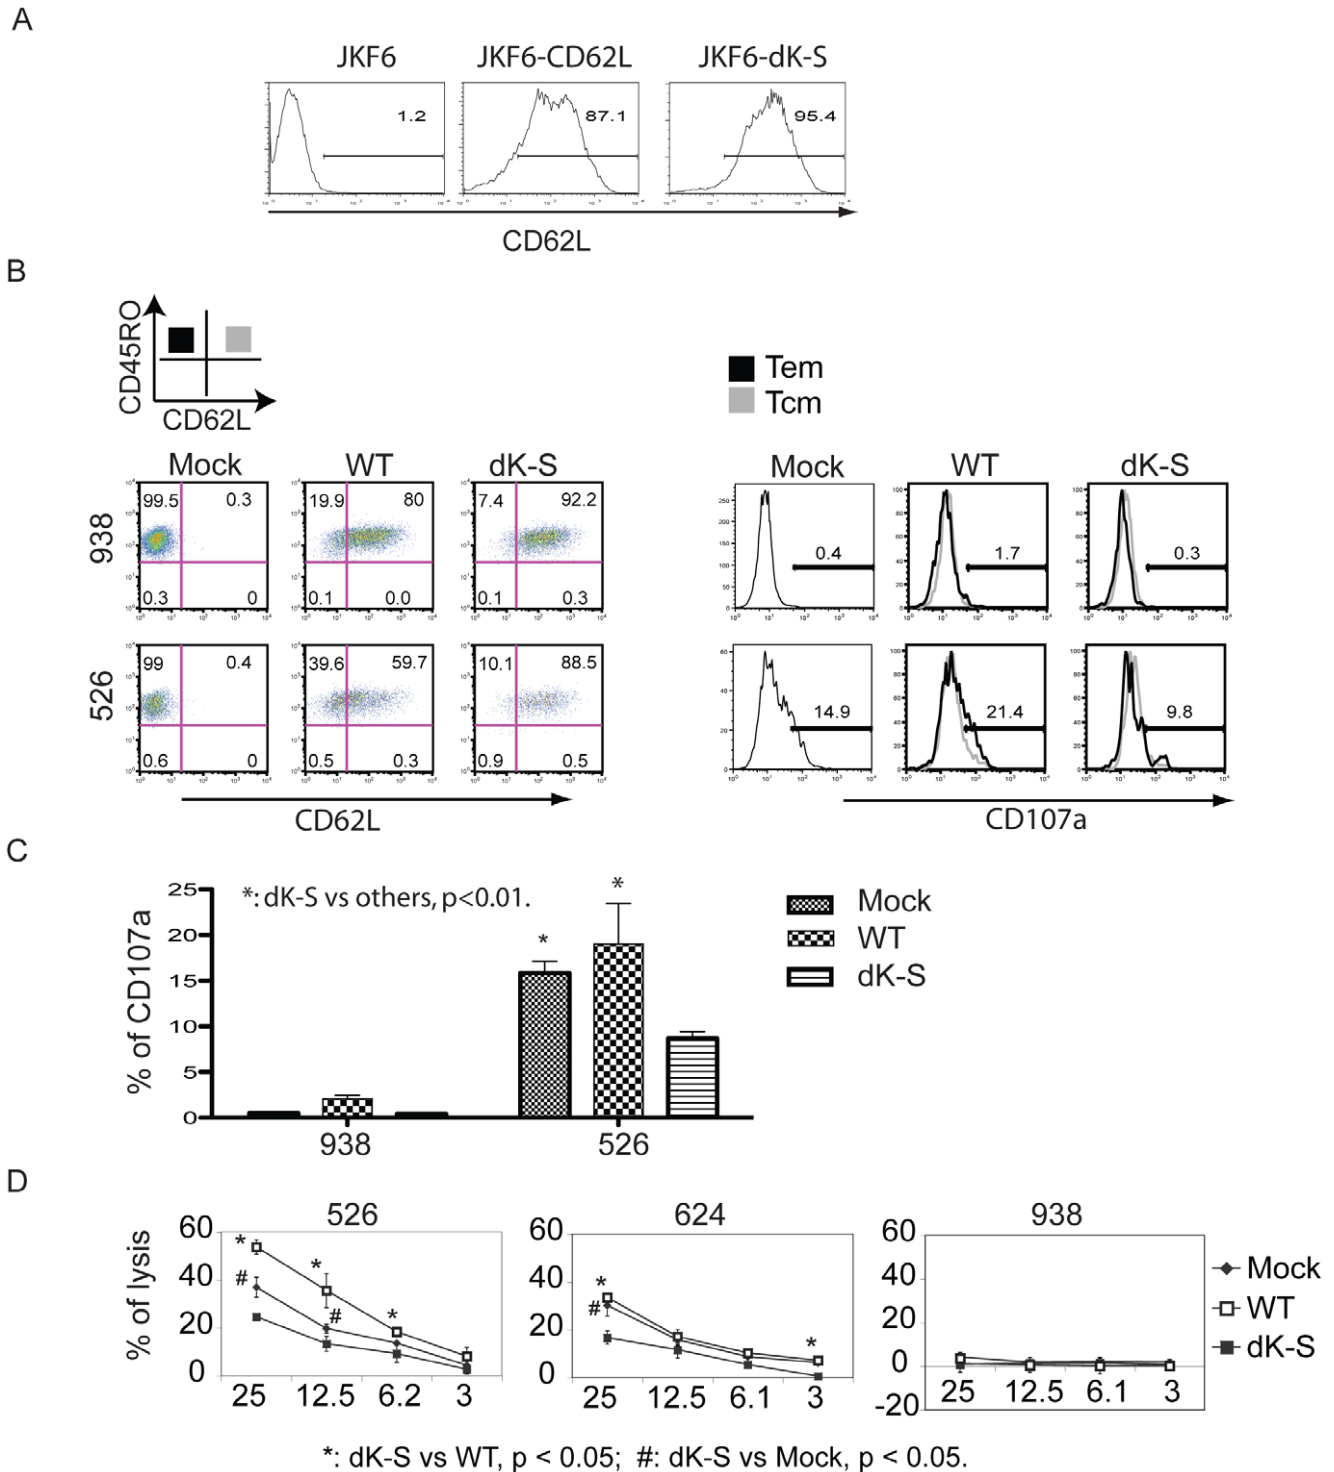 A
JKF6 JKF6-CD62L JKF6-dK-S
1.2 87.1 95.4
CD62L
B
CD45RO
CD62L
Tem
Tcm
Mock WT dK-S
938
99.5 0.3 19.9 80 7.4 92.2
0.3 0 0.1 0.0 0.1 0.3
526
99 0.4 39.6 59.7 10.1 88.5
0.6 0 0.5 0.3 0.9 0.5
CD62L
Mock WT dK-S
0.4 1.7 0.3
14.9 21.4 9.8
CD107a
C
*: dK-S vs others, p<0.01.
% of CD107a
25
20
15
10
5
0
* *
938 526
Mock
WT
dK-S
D
526 624 938
% of lysis
60
40
20
0
* # * # *
25 12.5 6.2 3
60
40
20
0
* # *
25 12.5 6.1 3
60
40
20
0
-20
25 12.5 6.1 3
Mock
WT
dK-S
*: dK-S vs WT, p < 0.05; #: dK-S vs Mock, p < 0.05.